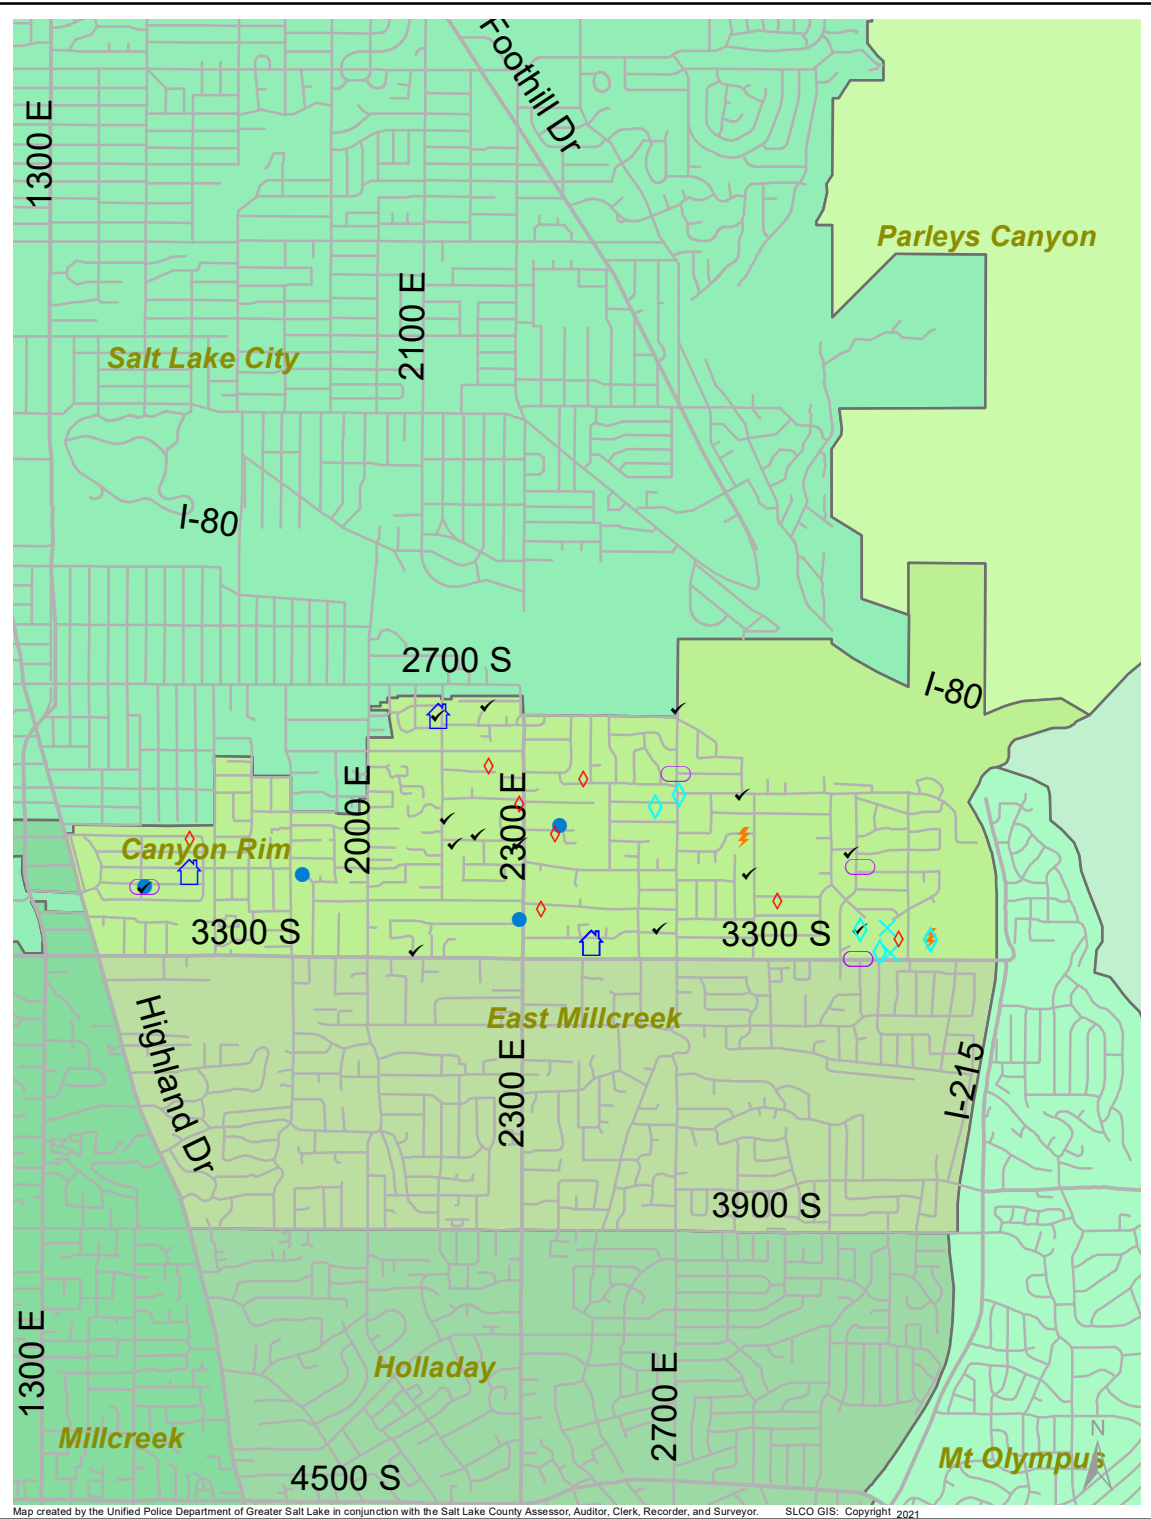 Foothill Dr
1300 E
Parleys Canyon
2100 E
Salt Lake City
I-80
2700 S
I-80
2000 E
2300 E
Canyon Rim
3300 S
3300 S
East Millcreek
Highland Dr
2300 E
I-215
3900 S
1300 E
Holladay
2700 E
Millcreek
N
Mt Olympus
4500 S
Map created by the Unified Police Department of Greater Salt Lake in conjunction with the Salt Lake County Assessor, Auditor, Clerk, Recorder, and Surveyor. SLCO GIS: Copyright 2021